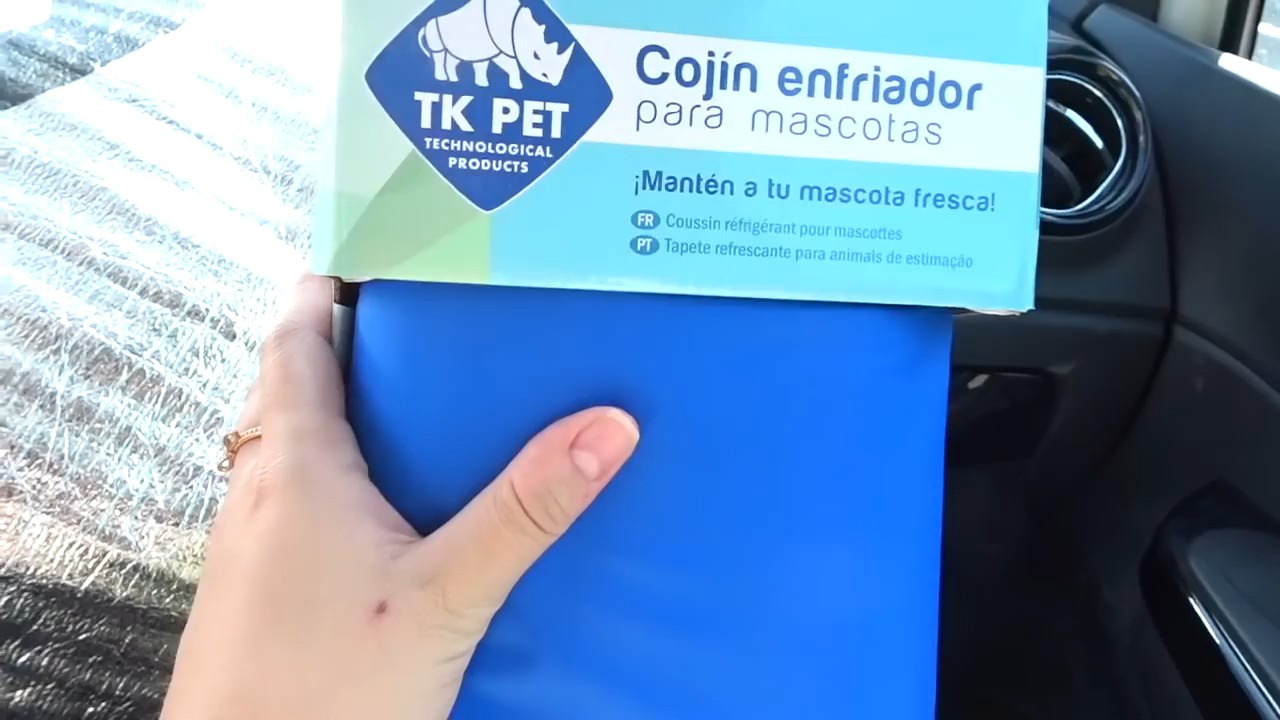 TK PET
TECHNOLOGICAL
PRODUCTS
Cojín enfriador
para mascotas
¡Mantén a tu mascota fresca!
FR Coussin réfrigérant pour mascottes
PT Tapete refrescante para animais de estimação